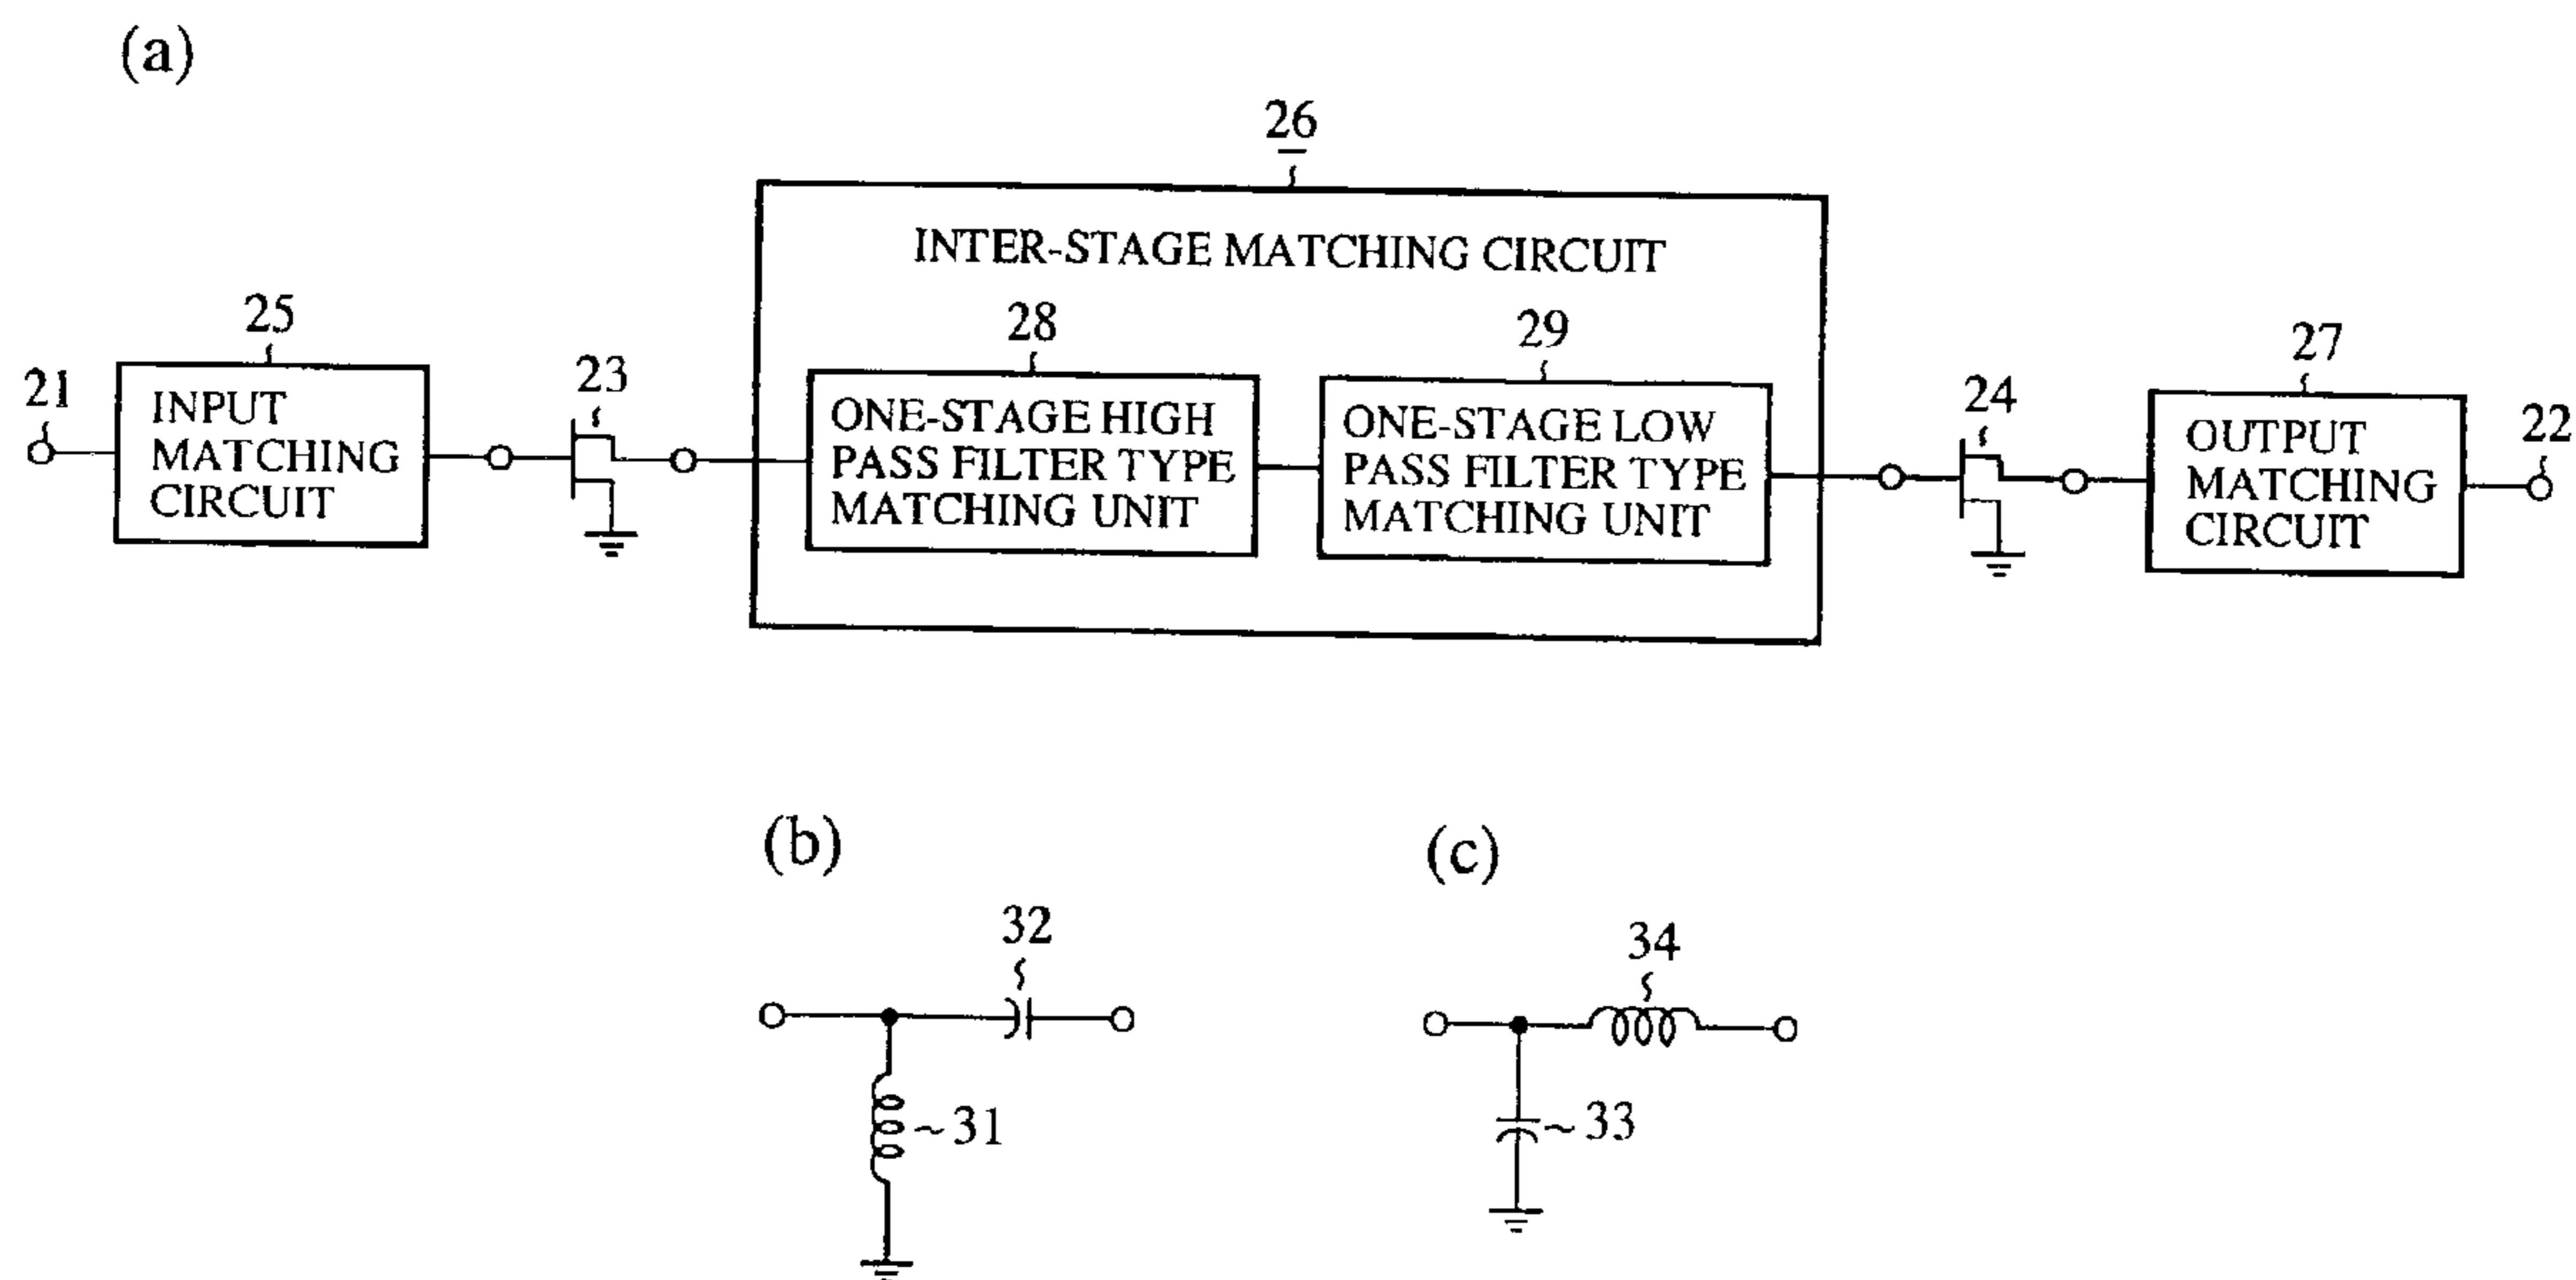 (a)
26
INTER-STAGE MATCHING CIRCUIT
25
28
29
27
21
INPUT
MATCHING
CIRCUIT
23
ONE-STAGE HIGH
PASS FILTER TYPE
MATCHING UNIT
ONE-STAGE LOW
PASS FILTER TYPE
MATCHING UNIT
24
OUTPUT
MATCHING
CIRCUIT
22
(b)
32
31
(c)
34
33